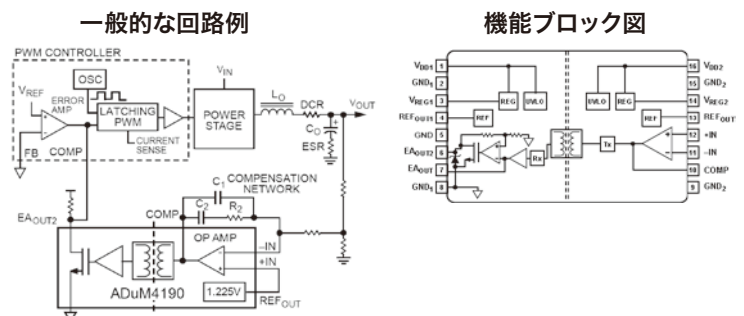 一般的な回路例
PWM CONTROLLER
OSC
VREF
ERROR
AMP
LATCHING
PWM
FB
COMP
CURRENT
SENSE
VIN
POWER
STAGE
LO
DCR
VOUT
CO
ESR
C1
COMPENSATION
NETWORK
C2
R2
EAOUT2
COMP
OP AMP
–IN
+IN
ADuM4190
1.225V
REFOUT
機能ブロック図
VDD1 1
GND1 2
VREG1 3
REFOUT1 4
GND 5
EAOUT2 6
EAOUT 7
GND1 8
REG
UVLO
REF
Rx
UVLO
REG
REF
Tx
16 VDD2
15 GND2
14 VREG2
13 REFOUT
12 +IN
11 –IN
10 COMP
9 GND2